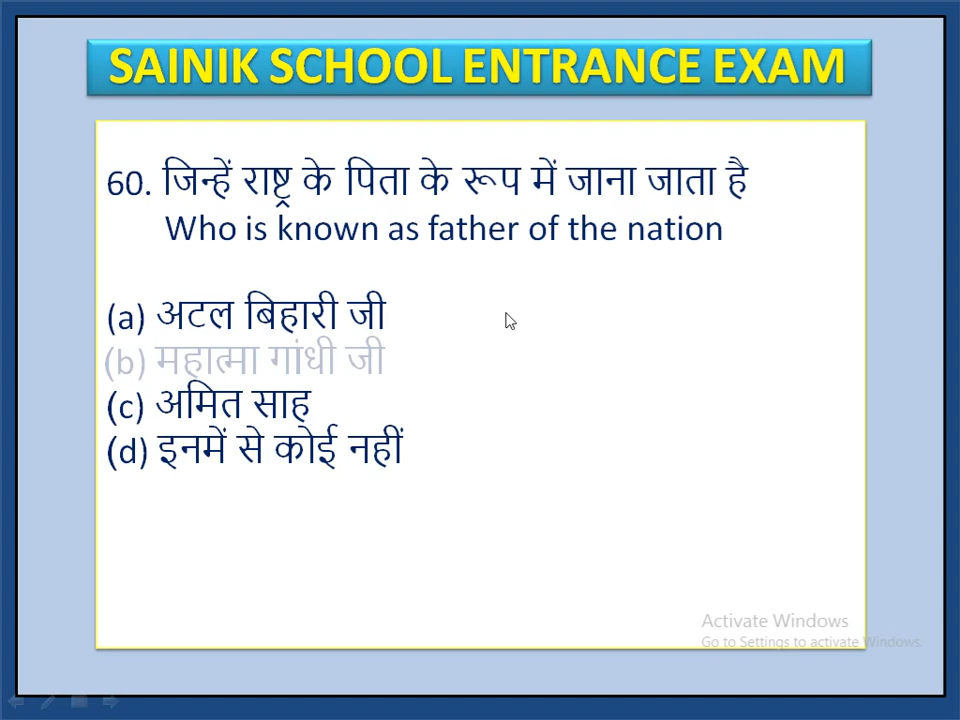 SAINIK SCHOOL ENTRANCE EXAM
60. जिन्हें राष्ट्र के पिता के रूप में जाना जाता है
Who is known as father of the nation
(a) अटल बिहारी जी
(b) महात्मा गांधी जी
(c) अमित साह
(d) इनमें से कोई नहीं
Activate Windows
Go to Settings to activate Windows.